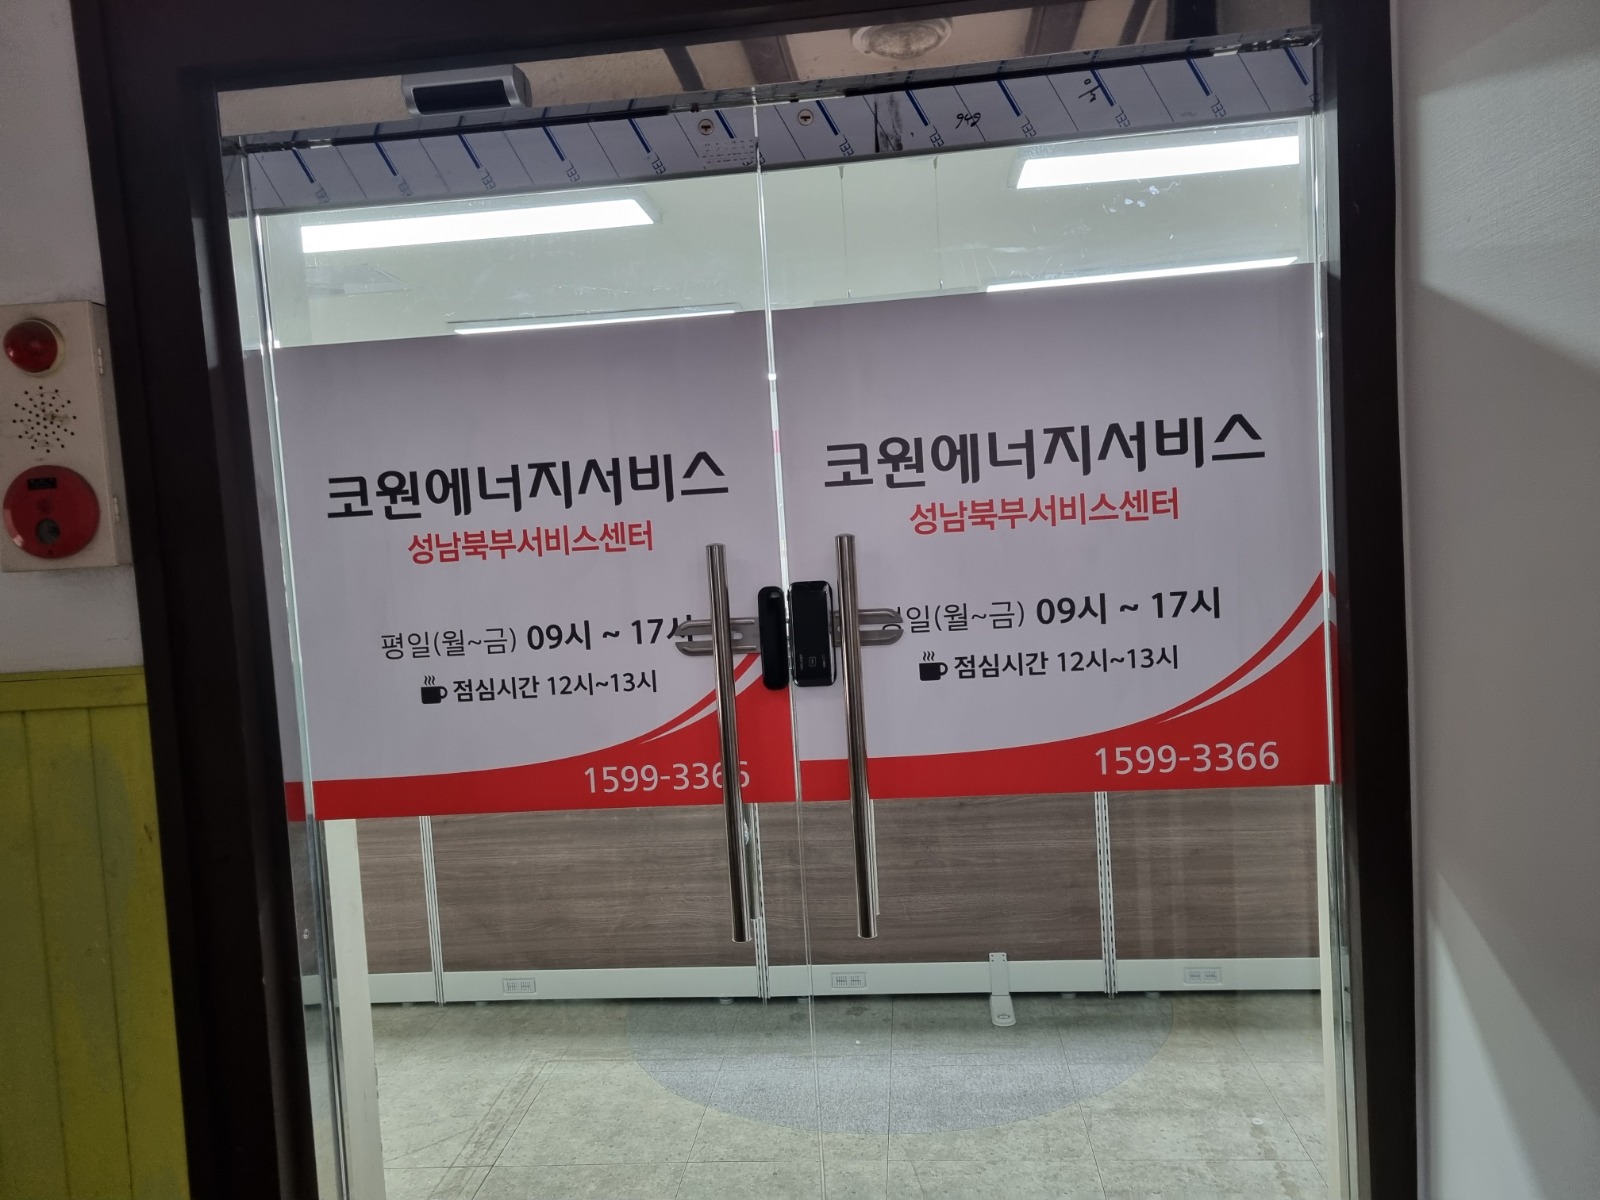 코원에너지서비스
성남북부서비스센터
평일(월~금) 09시 ~ 17시
점심시간 12시~13시
1599-3366
코원에너지서비스
성남북부서비스센터
평일(월~금) 09시 ~ 17시
점심시간 12시~13시
1599-3366